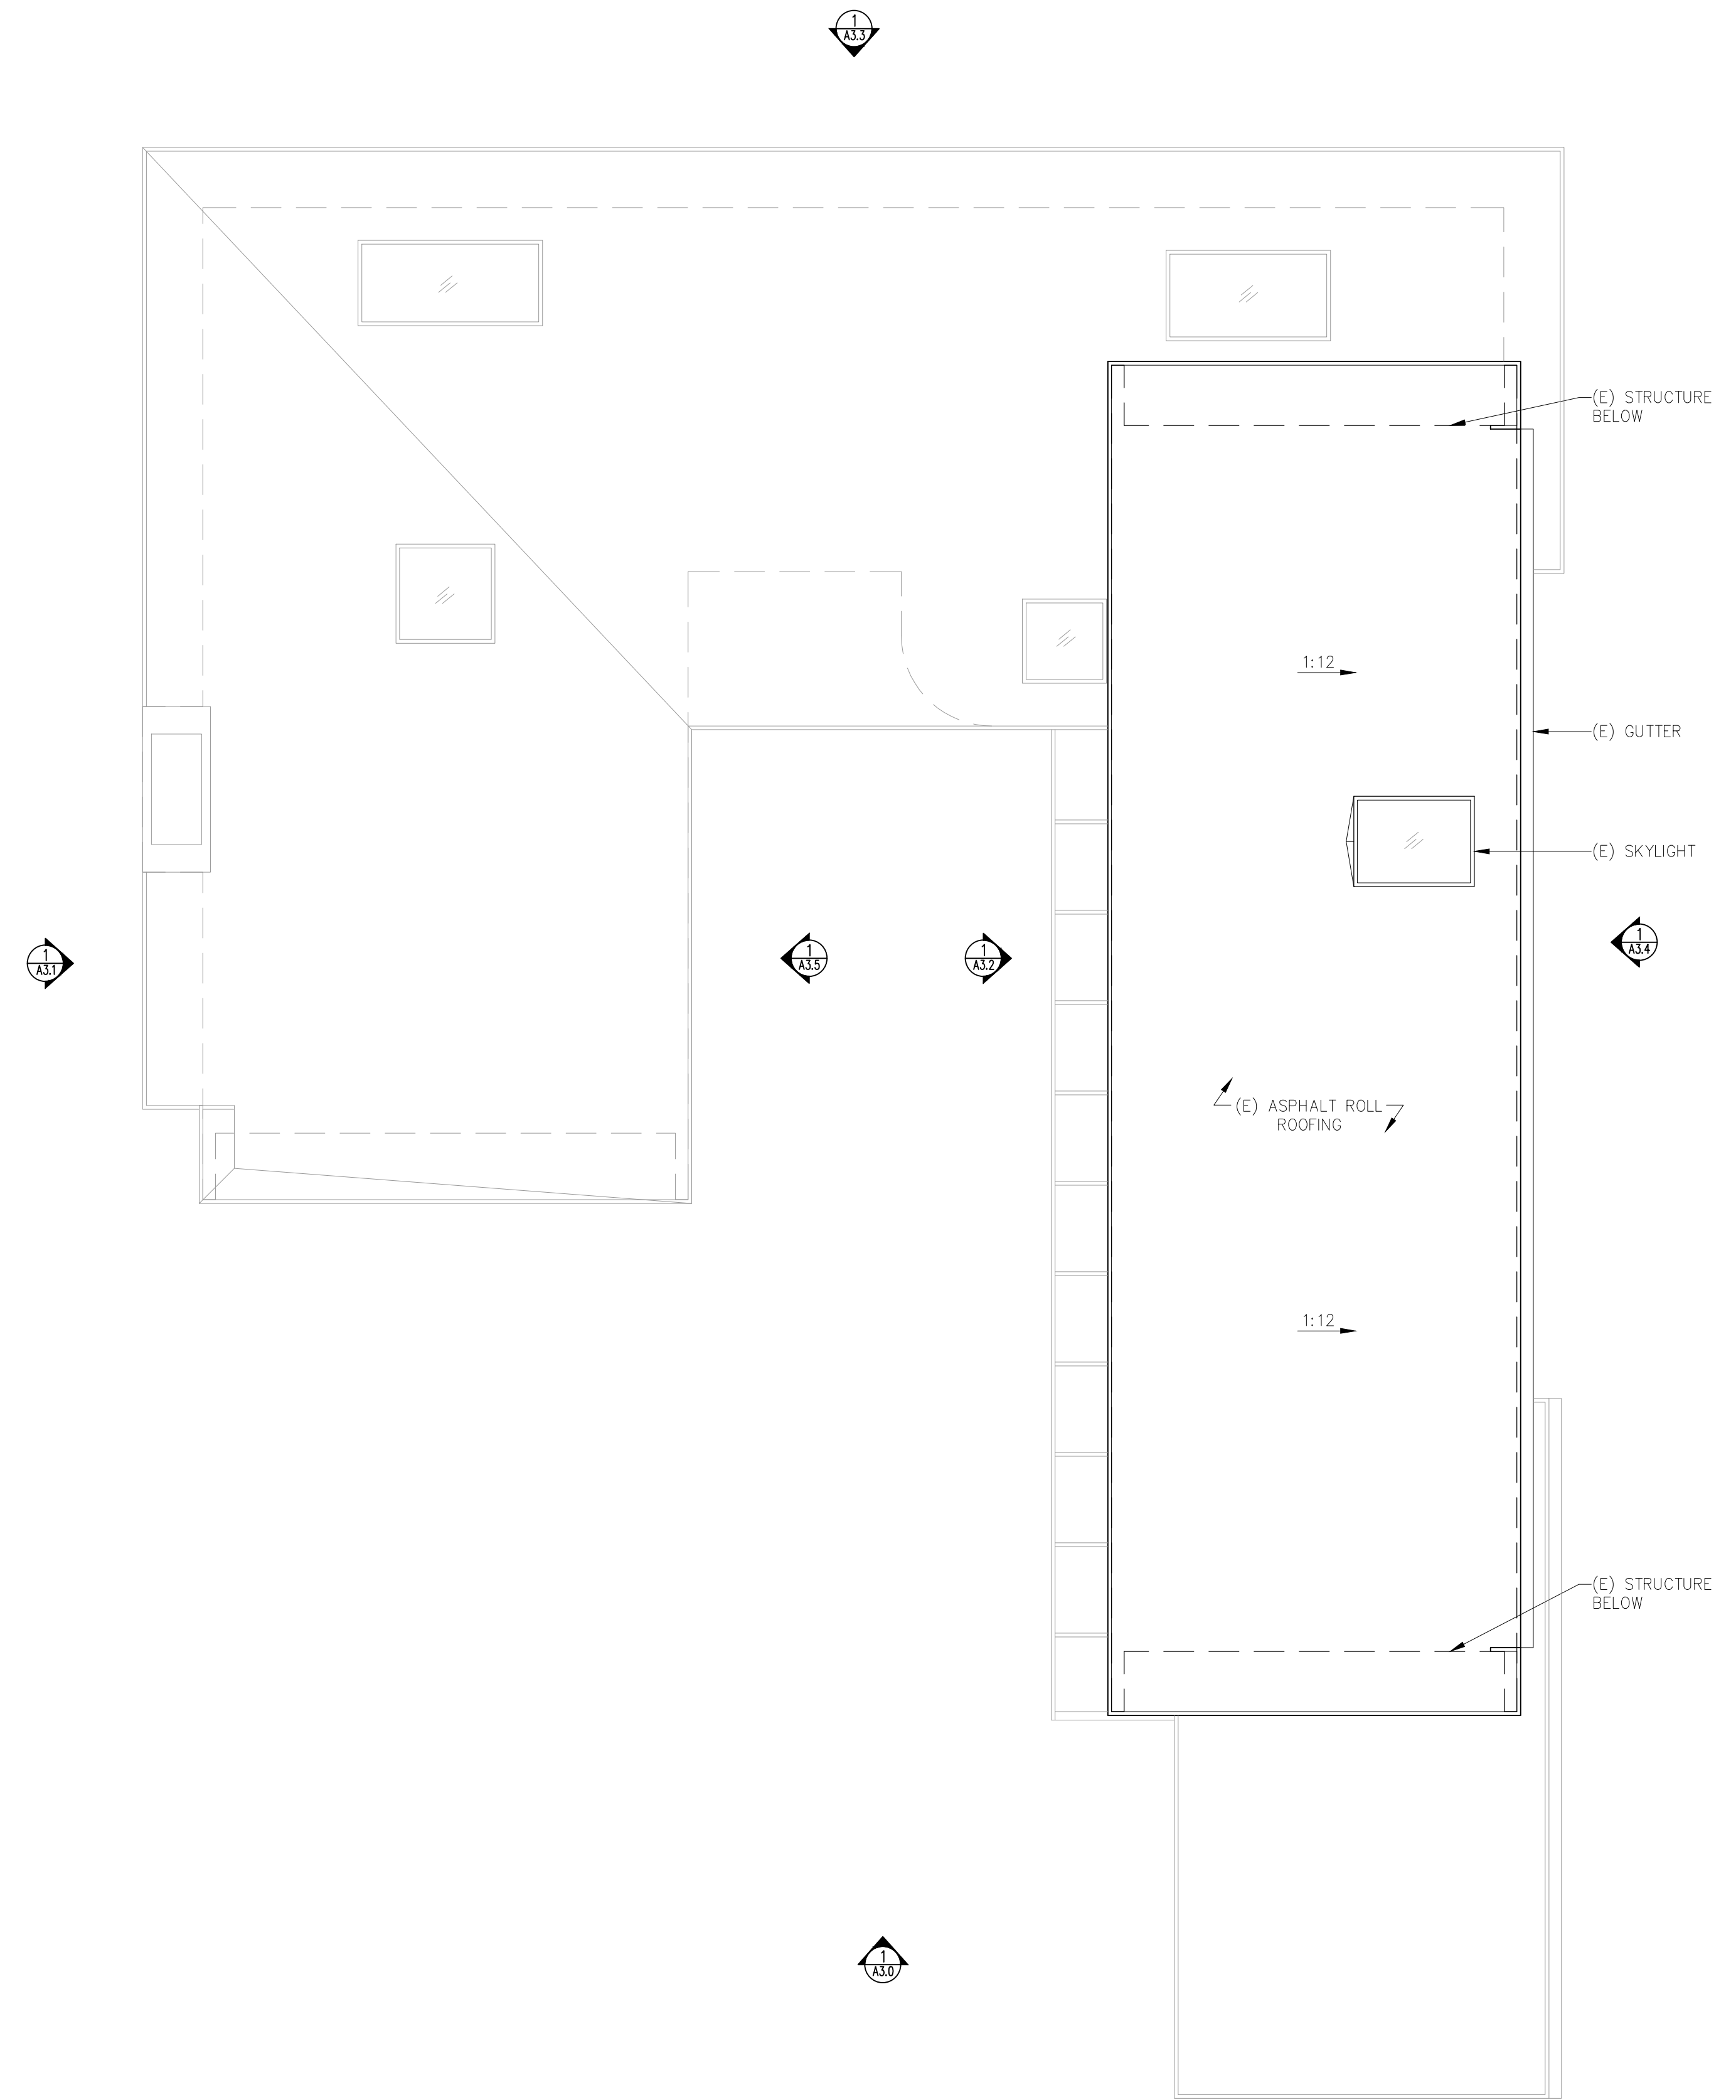 1
A3.3
(E) STRUCTURE
BELOW
1:12
(E) GUTTER
(E) SKYLIGHT
1
A3.1
1
A3.5
1
A3.2
1
A3.4
(E) ASPHALT ROLL
ROOFING
1:12
(E) STRUCTURE
BELOW
1
A3.0